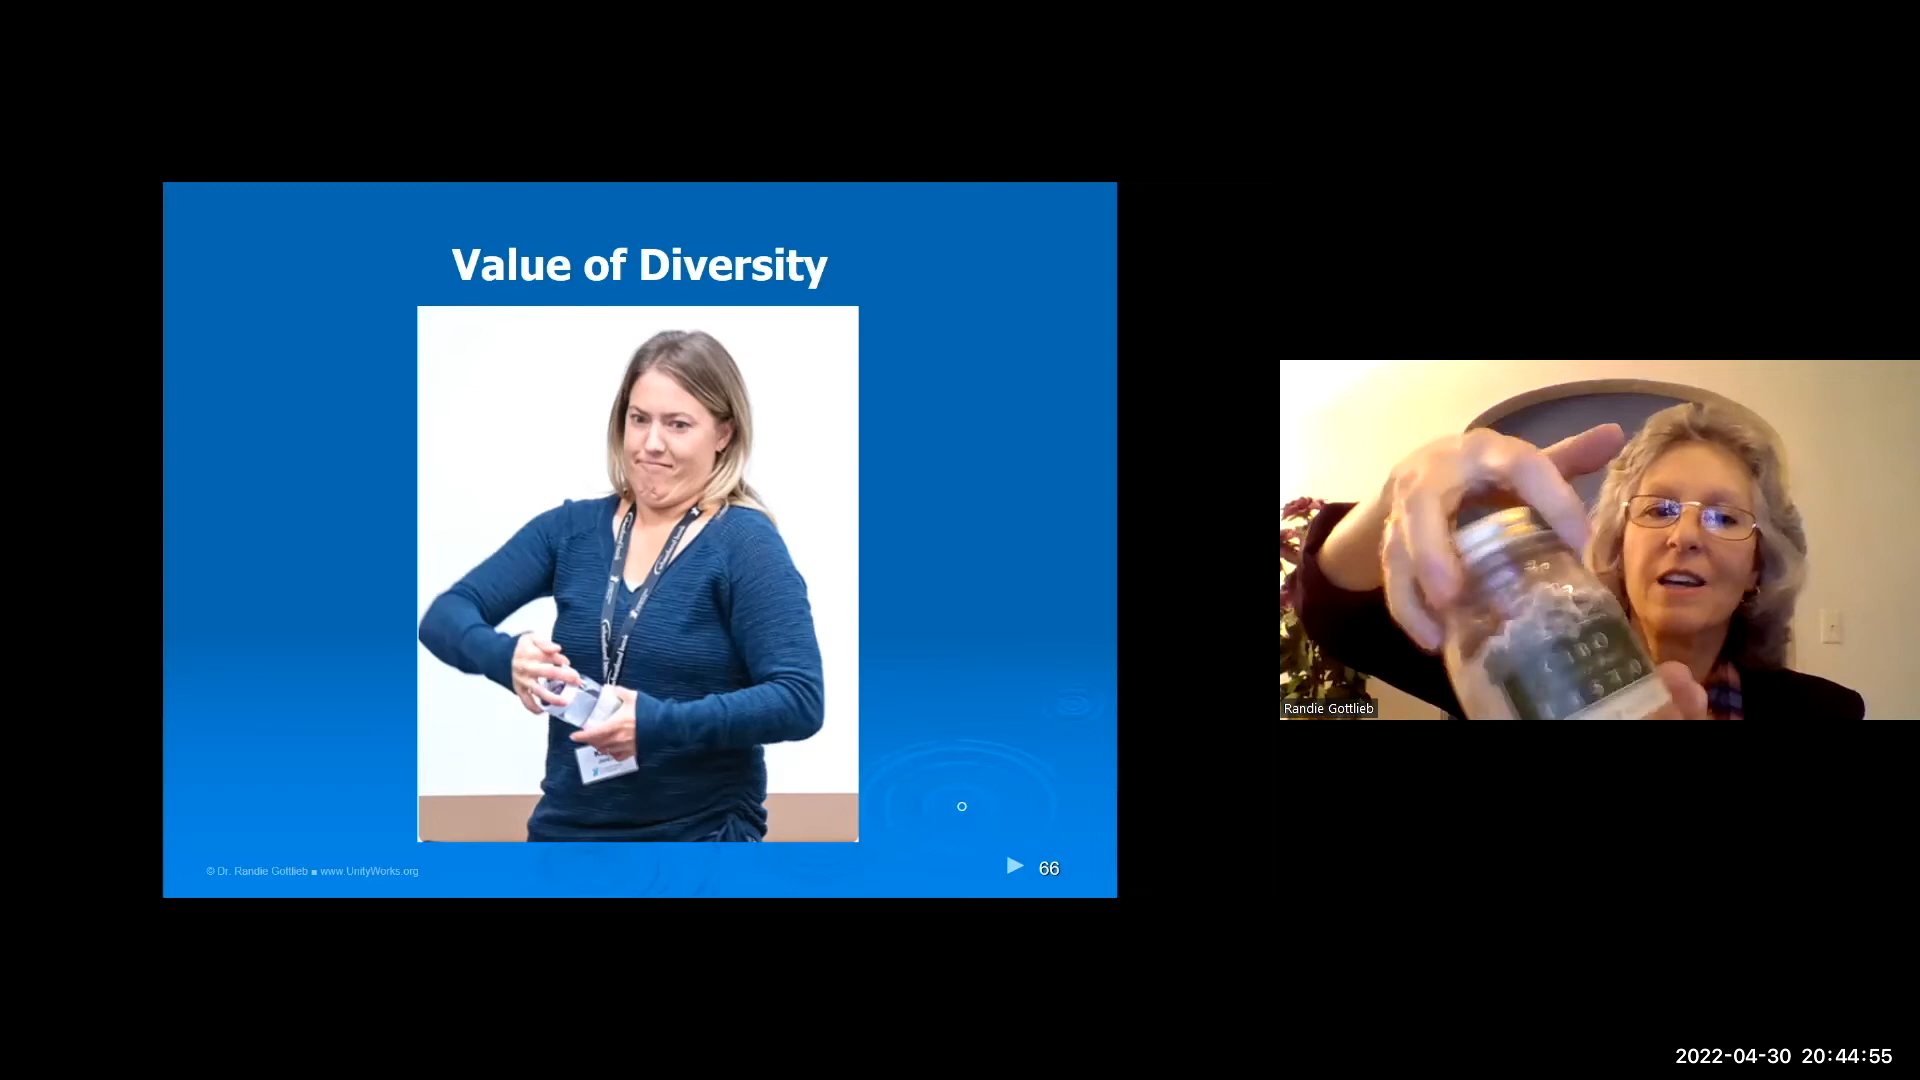 Value of Diversity
© Dr. Randie Gottlieb ■ www.UnityWorks.org
66
Randie Gottlieb
2022-04-30 20:44:55